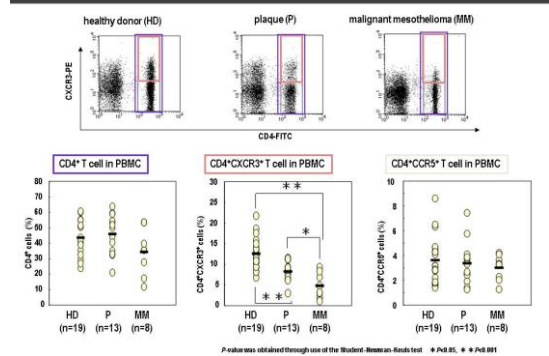 healthy donor (HD)
plaque (P)
malignant mesothelioma (MM)
CXCR3-PE
CD4-FITC
CD4⁺ T cell in PBMC
CD4⁺CXCR3⁺ T cell in PBMC
CD4⁺CCR5⁺ T cell in PBMC
CD4⁺ cells (%)
80
70
60
50
40
30
20
10
0
HD P MM
(n=19) (n=13) (n=8)
CD4⁺CXCR3⁺ cells (%)
30
25
20
15
10
5
0
* *
*
* *
HD P MM
(n=19) (n=13) (n=8)
CD4⁺CCR5⁺ cells (%)
10
8
6
4
2
0
HD P MM
(n=19) (n=13) (n=8)
P-value was obtained through use of the Student-Newman-Keuls test * P<0.05, * * P<0.001